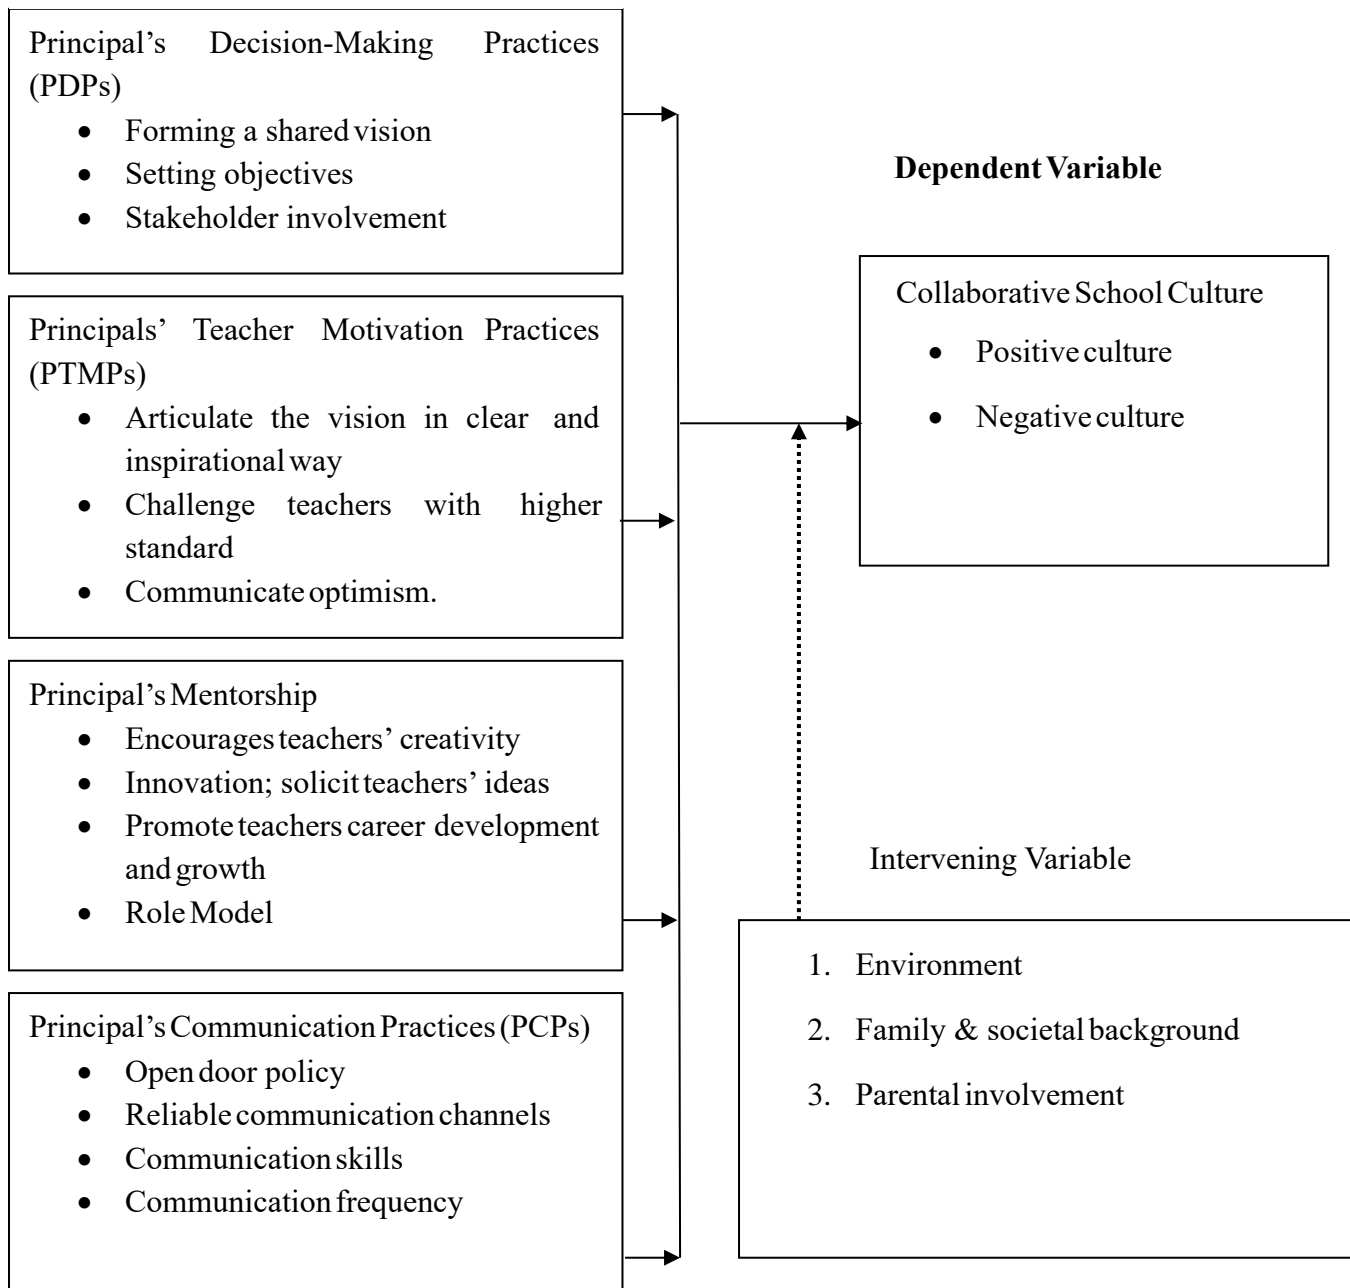 Principal’s Decision-Making Practices
(PDPs)
• Forming a shared vision
• Setting objectives
• Stakeholder involvement
Principals’ Teacher Motivation Practices
(PTMPs)
• Articulate the vision in clear and
inspirational way
• Challenge teachers with higher
standard
• Communicate optimism.
Principal’s Mentorship
• Encourages teachers’ creativity
• Innovation; solicit teachers’ ideas
• Promote teachers career development
and growth
• Role Model
Principal’s Communication Practices (PCPs)
• Open door policy
• Reliable communication channels
• Communication skills
• Communication frequency
Dependent Variable
Collaborative School Culture
• Positive culture
• Negative culture
Intervening Variable
1. Environment
2. Family & societal background
3. Parental involvement